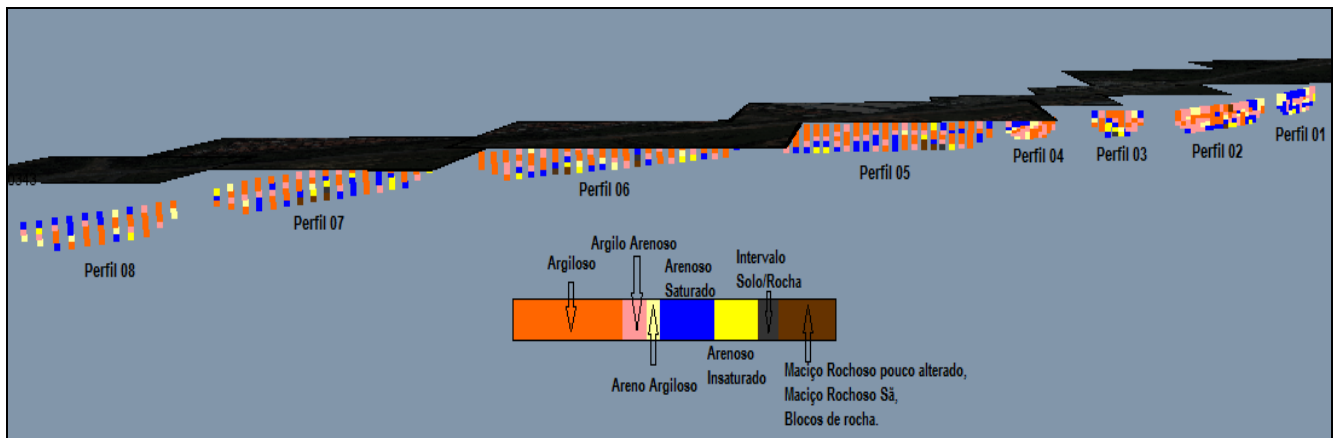 Perfil 01
Perfil 02
Perfil 03
Perfil 04
Perfil 05
Perfil 06
Perfil 07
Perfil 08
Argiloso
Argilo Arenoso
Arenoso
Saturado
Intervalo
Solo/Rocha
Areno Argiloso
Arenoso
Insaturado
Maciço Rochoso pouco alterado,
Maciço Rochoso Sã,
Blocos de rocha.